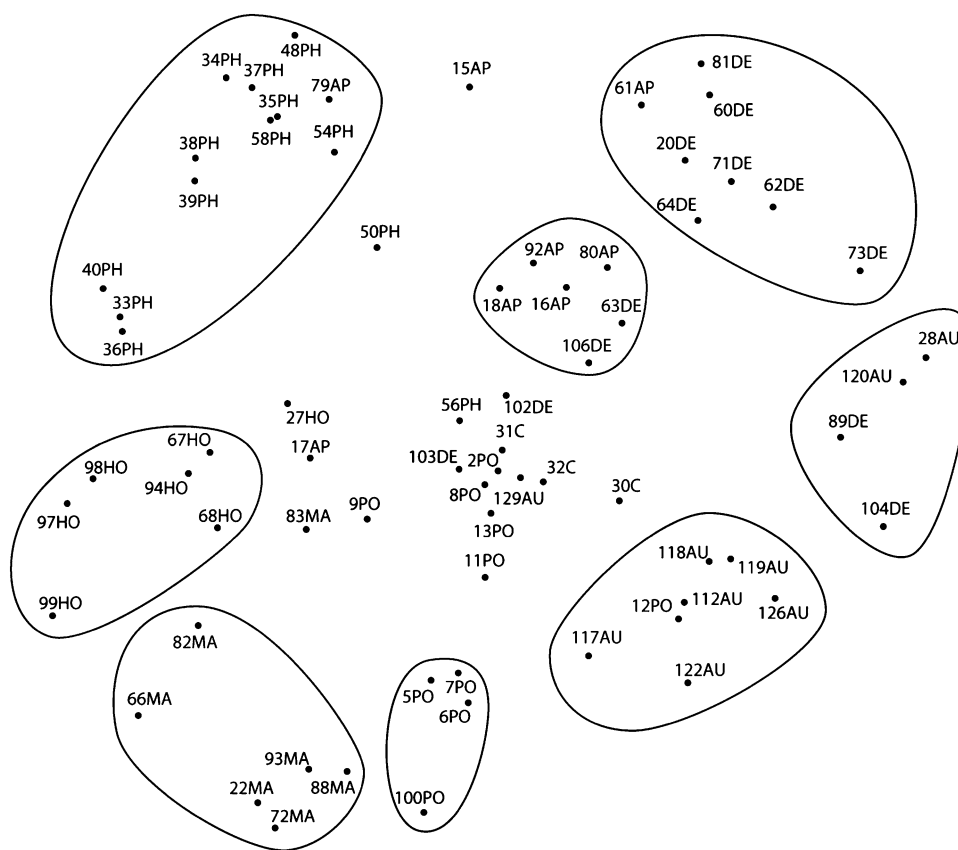 48PH
34PH
37PH
15AP
81DE
79AP
61AP
35PH
60DE
58PH
54PH
38PH
20DE
71DE
62DE
39PH
64DE
50PH
92AP
80AP
73DE
40PH
18AP
16AP
33PH
63DE
28AU
36PH
106DE
120AU
27HO
56PH
102DE
89DE
31C
67HO
17AP
98HO
103DE
2PO
32C
94HO
30C
8PO
129AU
9PO
104DE
97HO
68HO
83MA
13PO
118AU
11PO
119AU
99HO
12PO
112AU
126AU
82MA
117AU
122AU
66MA
5PO
7PO
6PO
93MA
88MA
22MA
100PO
72MA